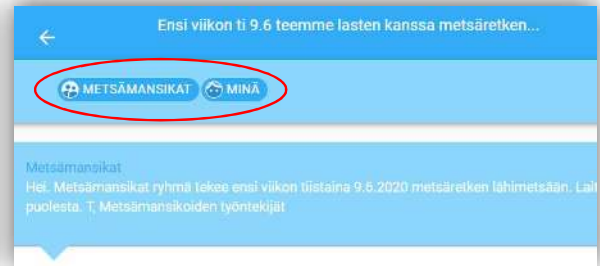 Ensi viikon ti 9.6 teemme lasten kanssa metsäretken...
METSÄMANSIKAT MINÄ
Metsämansikat
Hei. Metsämansikat ryhmä tekee ensi viikon tiistaina 9.6.2020 metsäretken lähimetsään.
puolesta. T, Metsämansikoiden työntekijät